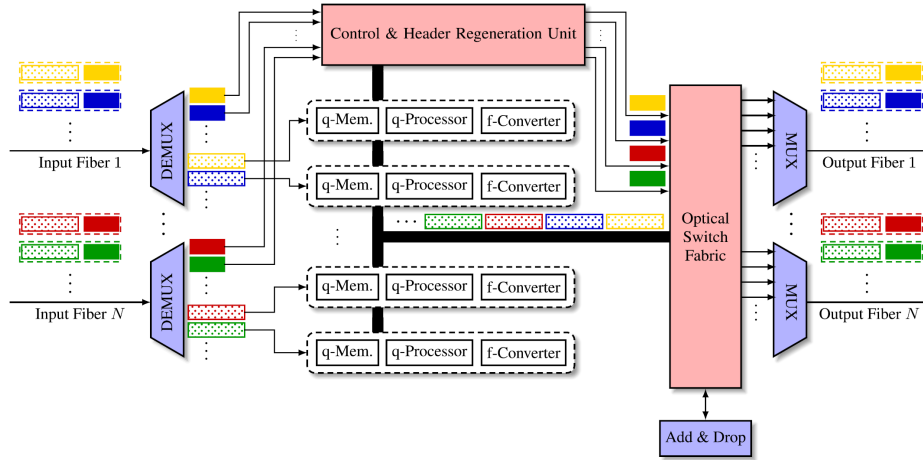 Control & Header Regeneration Unit
q-Mem. q-Processor f-Converter
DEMUX
MUX
Input Fiber 1
Output Fiber 1
q-Mem. q-Processor f-Converter
Optical
Switch
Fabric
DEMUX
MUX
q-Mem. q-Processor f-Converter
Input Fiber N
Output Fiber N
q-Mem. q-Processor f-Converter
Add & Drop